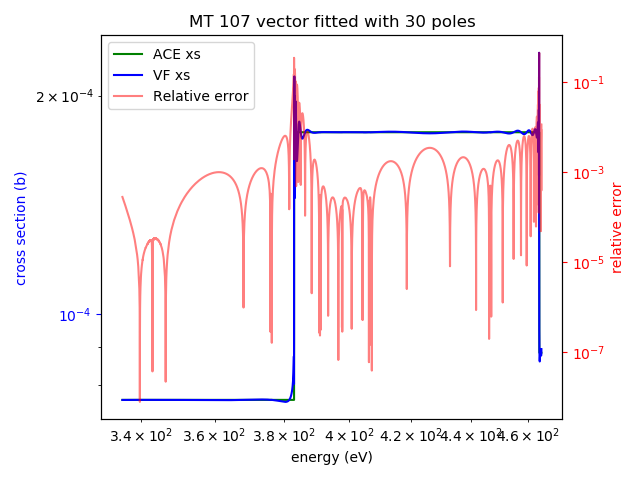 MT 107 vector fitted with 30 poles
ACE xs
VF xs
Relative error
2 × 10⁻⁴
10⁻⁴
cross section (b)
10⁻¹
10⁻³
10⁻⁵
10⁻⁷
relative error
3.4 × 10² 3.6 × 10² 3.8 × 10² 4 × 10² 4.2 × 10² 4.4 × 10² 4.6 × 10²
energy (eV)